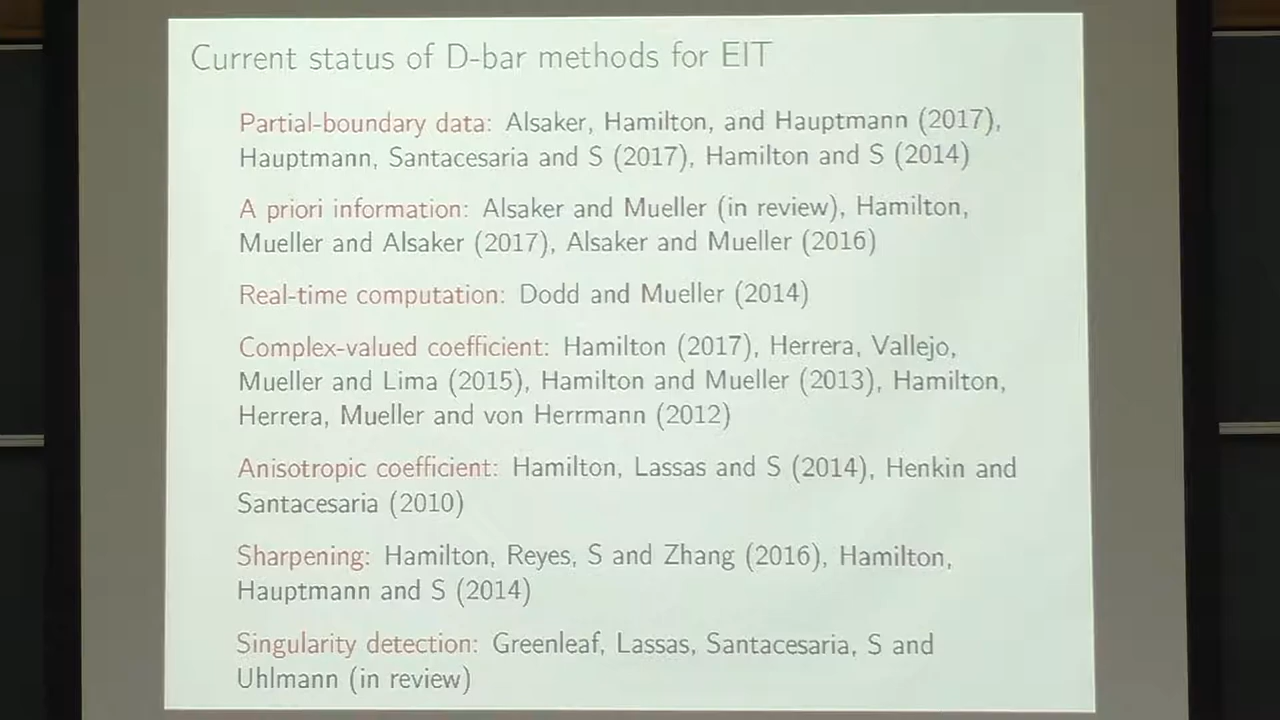 Current status of D-bar methods for EIT
Partial-boundary data: Alsaker, Hamilton, and Hauptmann (2017),
Hauptmann, Santacesaria and S (2017), Hamilton and S (2014)
A priori information: Alsaker and Mueller (in review), Hamilton,
Mueller and Alsaker (2017), Alsaker and Mueller (2016)
Real-time computation: Dodd and Mueller (2014)
Complex-valued coefficient: Hamilton (2017), Herrera, Vallejo,
Mueller and Lima (2015), Hamilton and Mueller (2013), Hamilton,
Herrera, Mueller and von Herrmann (2012)
Anisotropic coefficient: Hamilton, Lassas and S (2014), Henkin and
Santacesaria (2010)
Sharpening: Hamilton, Reyes, S and Zhang (2016), Hamilton,
Hauptmann and S (2014)
Singularity detection: Greenleaf, Lassas, Santacesaria, S and
Uhlmann (in review)